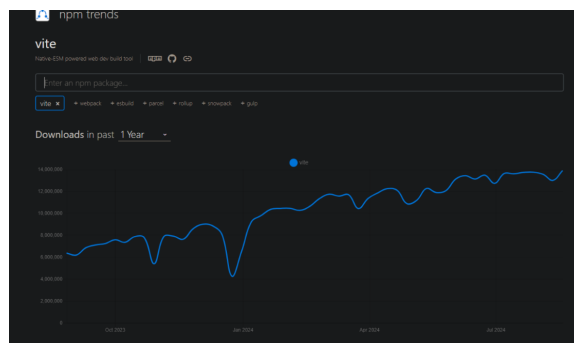 npm trends
vite
Native-ESM powered web dev build tool
npm
Enter an npm package...
vite × + webpack + esbuild + parcel + rollup + snowpack + gulp
Downloads in past 1 Year
vite
14,000,000
12,000,000
10,000,000
8,000,000
6,000,000
4,000,000
2,000,000
0
Oct 2023 Jan 2024 Apr 2024 Jul 2024